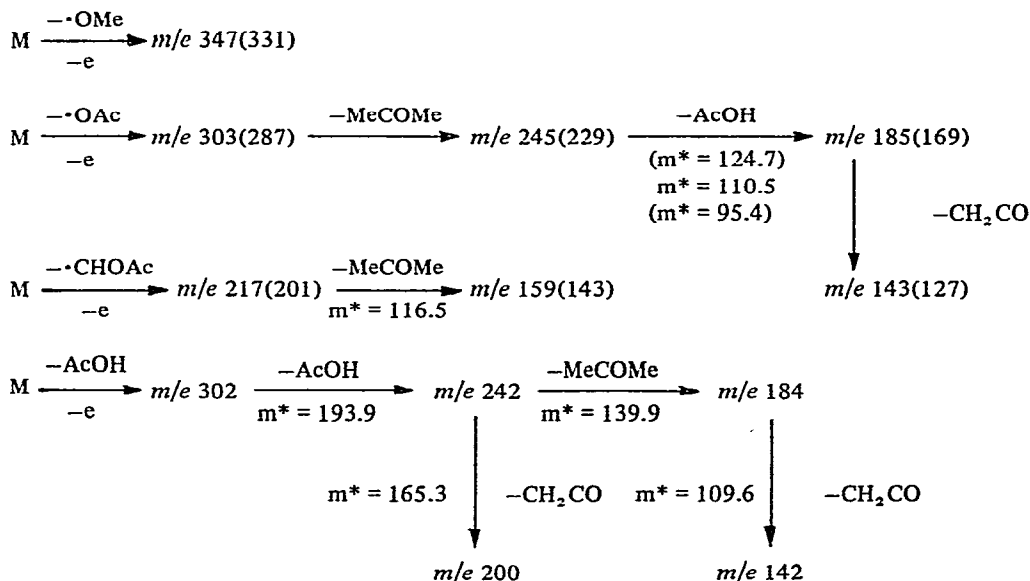 −·OMe
M −e m/e 347(331)
−·OAc −MeCOMe −AcOH
M −e m/e 303(287) m/e 245(229) m/e 185(169)
(m* = 124.7)
m* = 110.5
(m* = 95.4)
−CH₂CO
−·CHOAc −MeCOMe
M −e m/e 217(201) m* = 116.5 m/e 159(143) m/e 143(127)
−AcOH −AcOH −MeCOMe
M −e m/e 302 m* = 193.9 m/e 242 m* = 139.9 m/e 184
m* = 165.3 −CH₂CO m* = 109.6 −CH₂CO
m/e 200 m/e 142